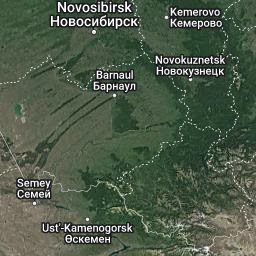 Novosibirsk
Новосибирск
Kemerovo
Кемерово
Barnaul
Барнаул
Novokuznetsk
Новокузнецк
Semey
Семей
Ust'-Kamenogorsk
Өскемен